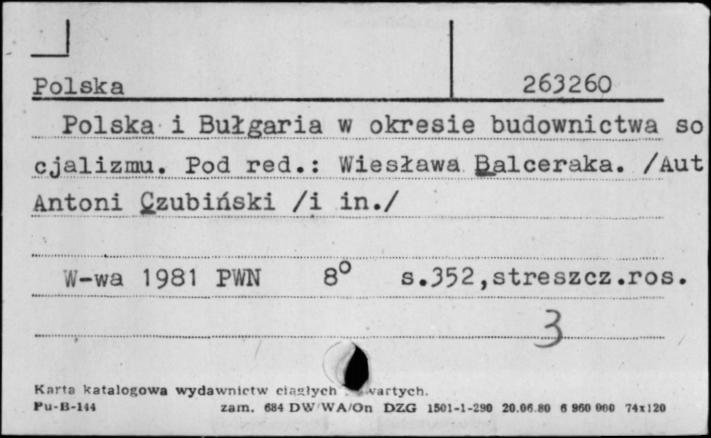 Polska 263260
Polska i Bułgaria w okresie budownictwa so
cjalizmu. Pod red.: Wiesława Balceraka. /Aut
Antoni Czubiński /i in./
W-wa 1981 PWN 8° s.352,streszcz.ros.
3
Karta katalogowa wydawnictw ciągłych wartych.
Pu-B-144 zam. 684 DW WA/On DZG 1501-1-290 20.06.80 6 960 000 74x120